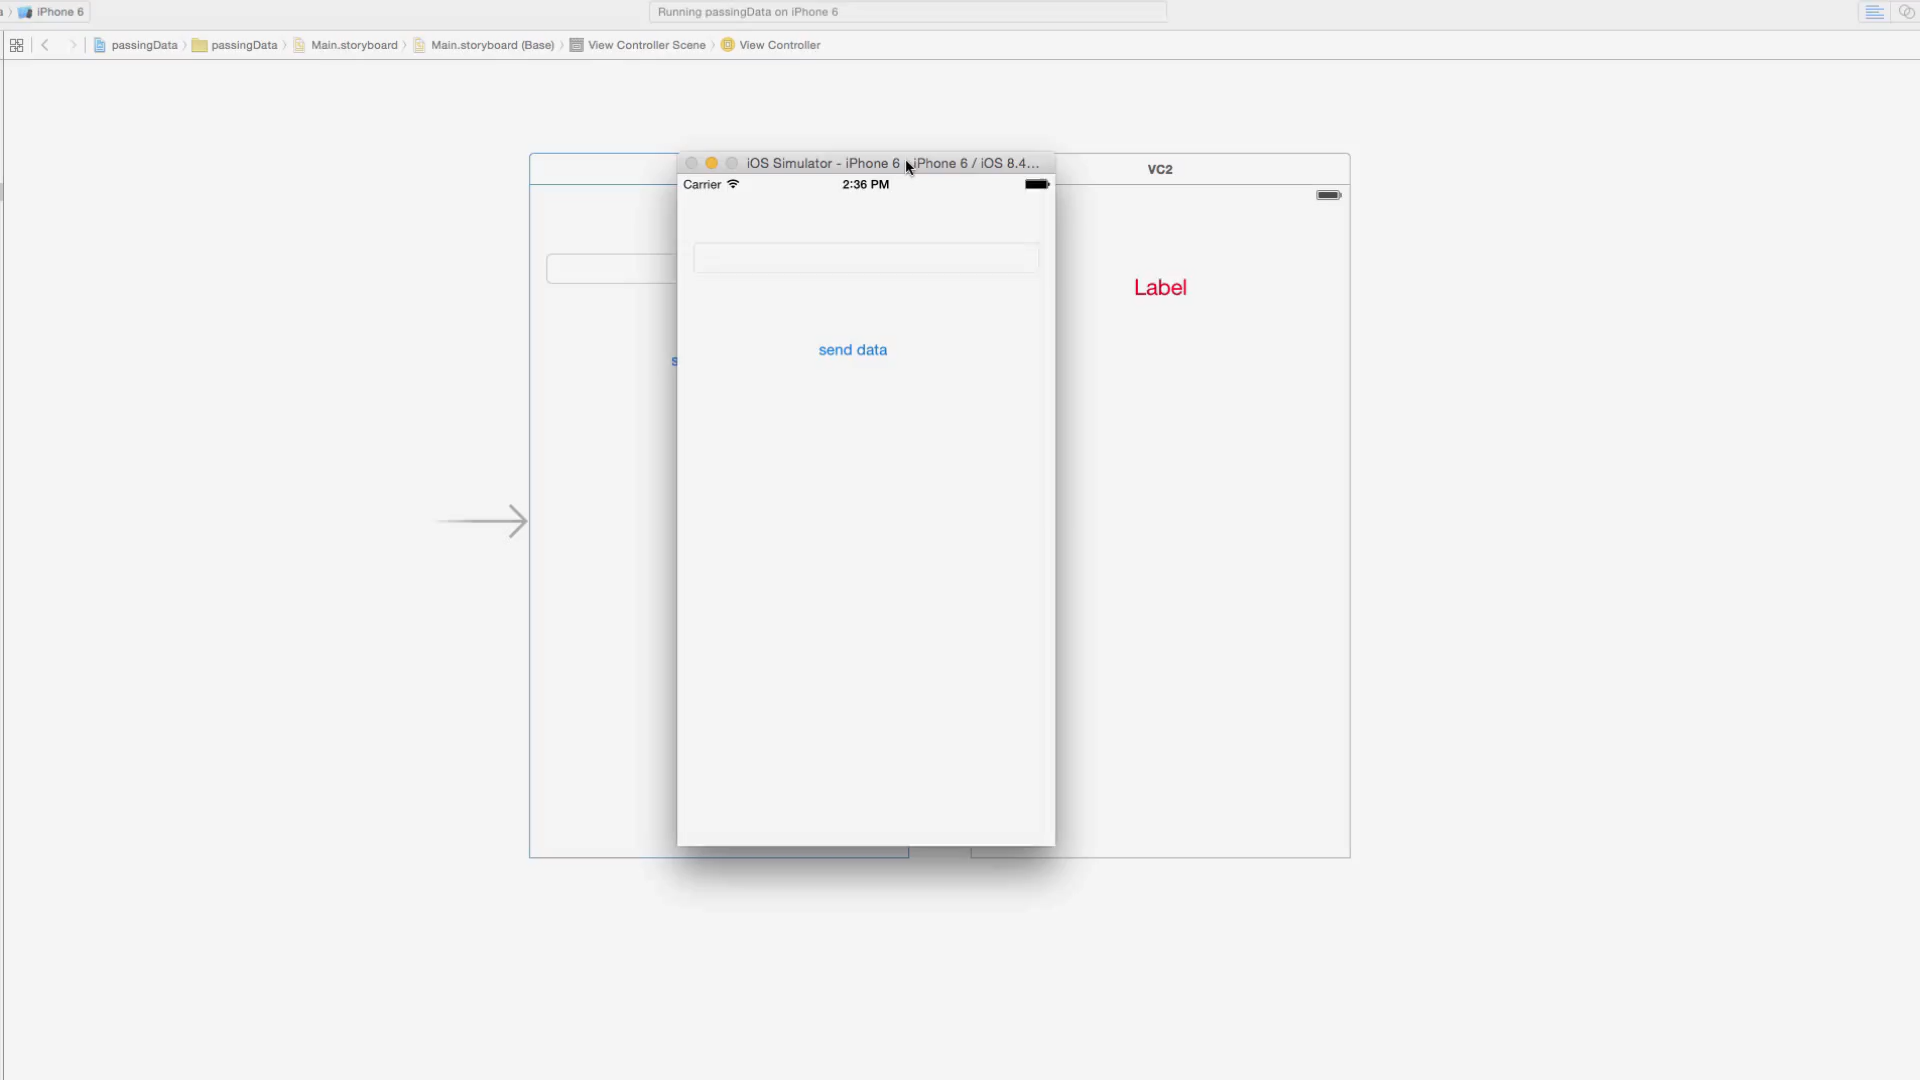 iPhone 6
Running passingData on iPhone 6
passingData
passingData
Main.storyboard
Main.storyboard (Base)
View Controller Scene
View Controller
iOS Simulator - iPhone 6 - iPhone 6 / iOS 8.4...
VC2
Carrier
2:36 PM
Label
send data
s